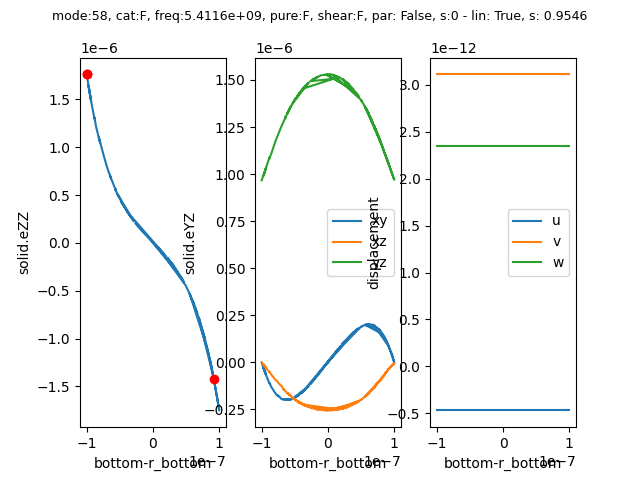 mode:58, cat:F, freq:5.4116e+09, pure:F, shear:F, par: False, s:0 - lin: True, s: 0.9546
1e−6
1.5
1.0
0.5
0.0
−0.5
−1.0
−1.5
solid.eZZ
−1
0
1
1e−7
bottom-r_bottom
1e−6
1.50
1.25
1.00
0.75
0.50
0.25
0.00
−0.25
solid.eYZ
xy
xz
yz
−1
0
1
1e−7
bottom-r_bottom
1e−12
3.0
2.5
2.0
1.5
1.0
0.5
0.0
−0.5
displacement
u
v
w
−1
0
1
1e−7
bottom-r_bottom